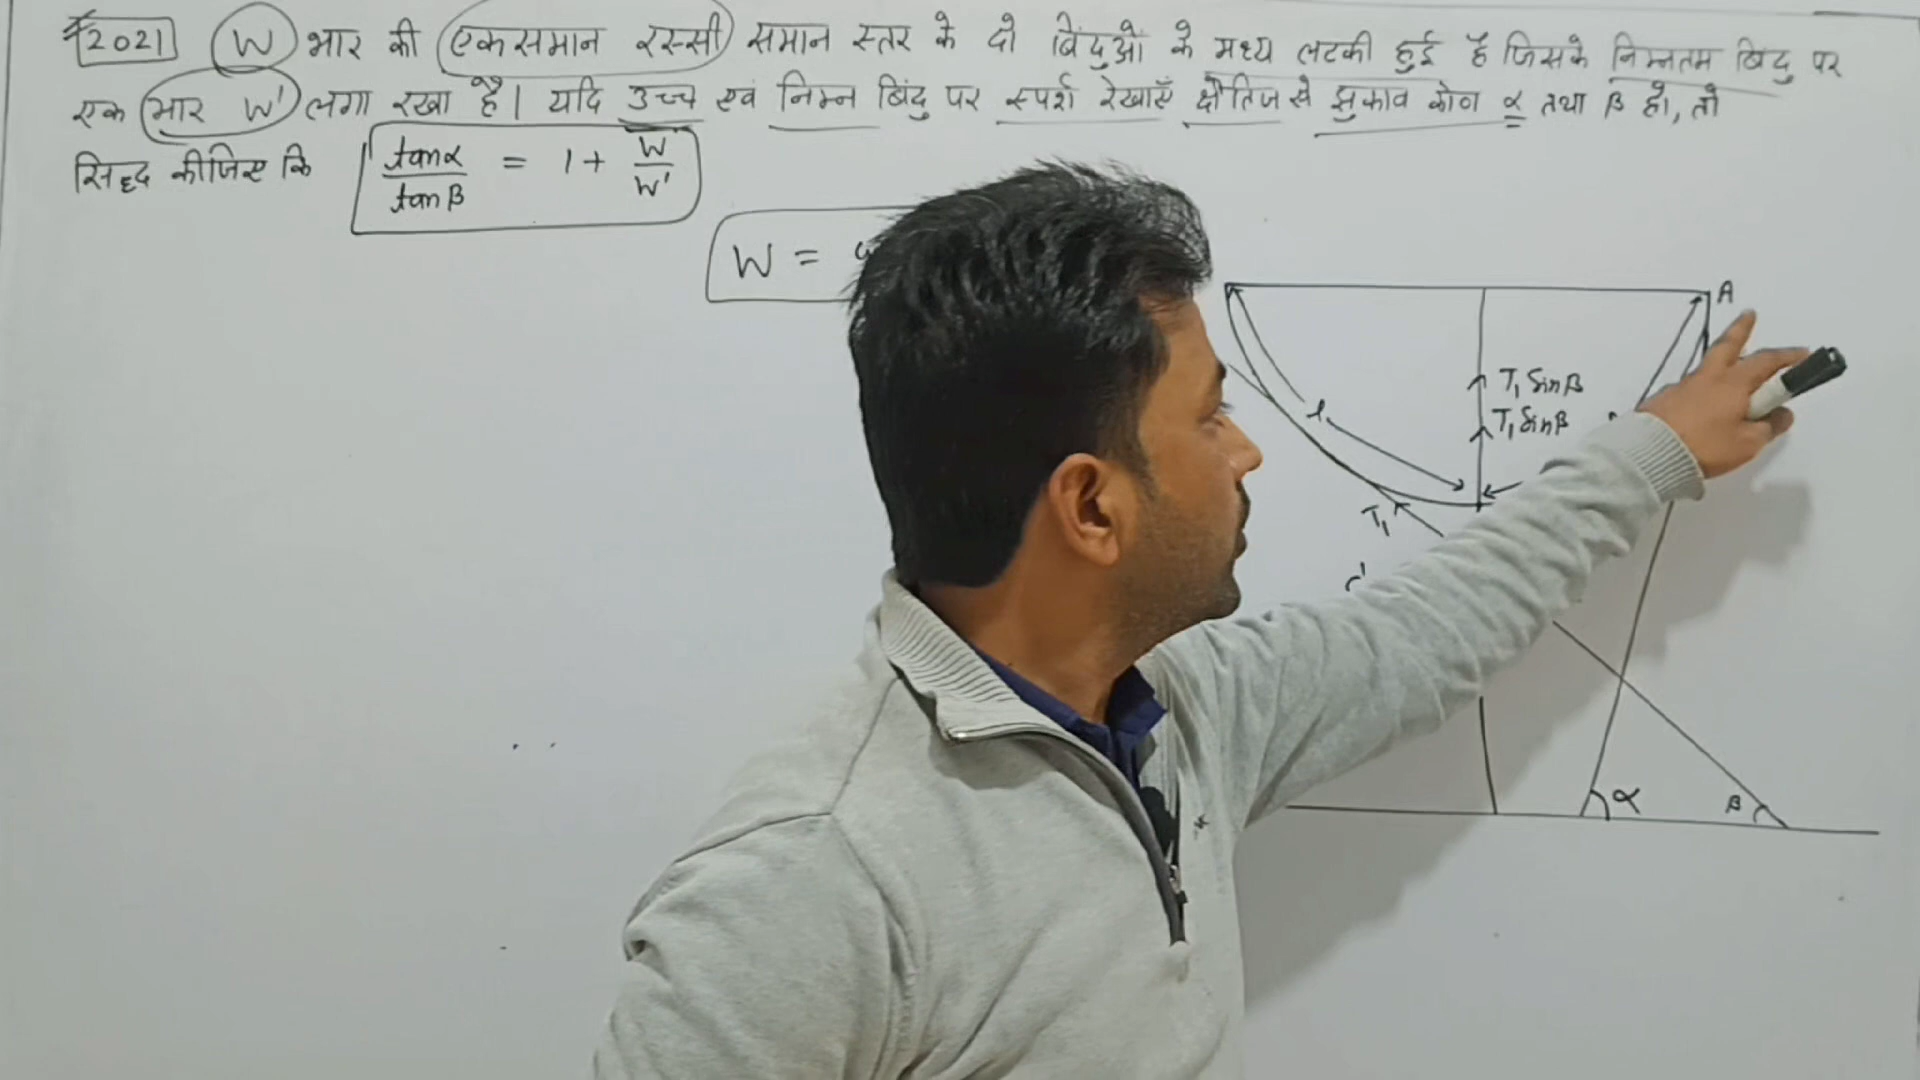 *2021 W भार की एकसमान रस्सी समान स्तर के दो बिंदुओं के मध्य लटकी हुई है जिसके निम्नतम बिंदु पर
एक भार W' लगा रखा है। यदि उच्च एवं निम्न बिंदु पर स्पर्श रेखाएँ क्षैतिज से झुकाव कोण α तथा β हो, तो
सिद्ध कीजिए कि tanα/tanβ = 1 + W/W'
W =
A
T₁ sinβ
T₁ sinβ
l
T₁
α
β